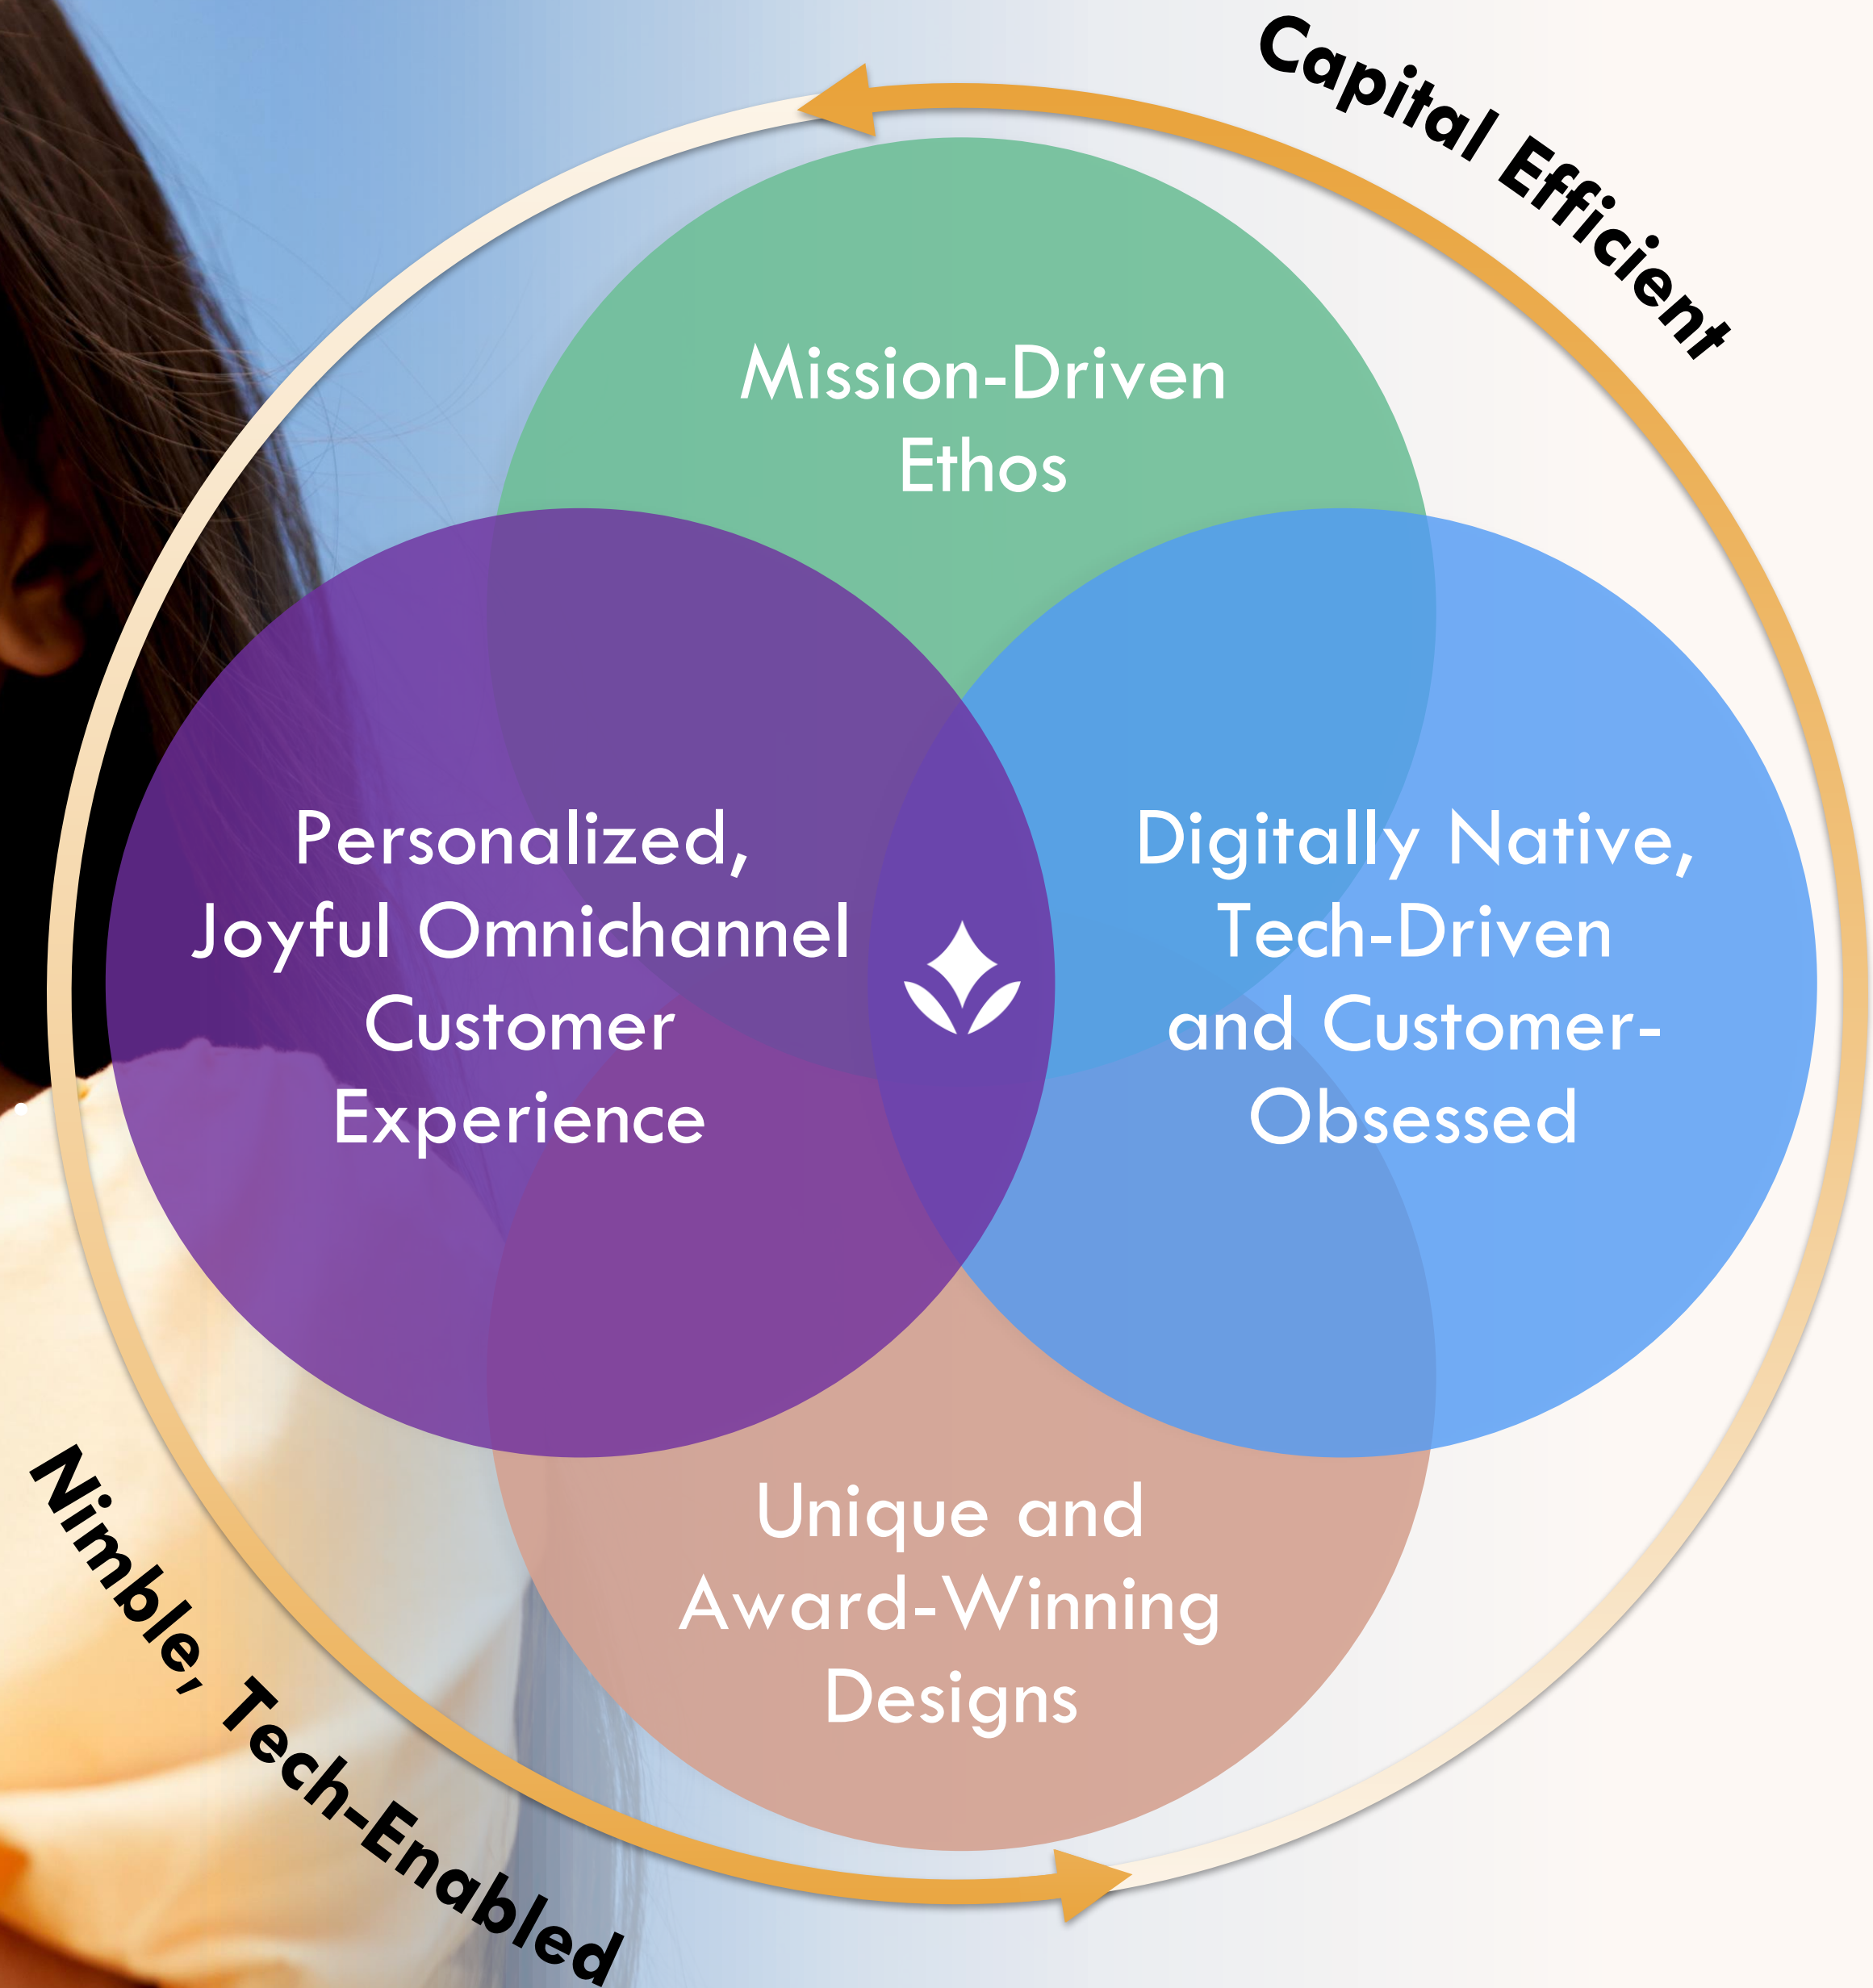 Capital Efficient
Mission-Driven
Ethos
Personalized,
Joyful Omnichannel
Customer
Experience
Digitally Native,
Tech-Driven
and Customer-
Obsessed
Unique and
Award-Winning
Designs
Nimble, Tech-Enabled